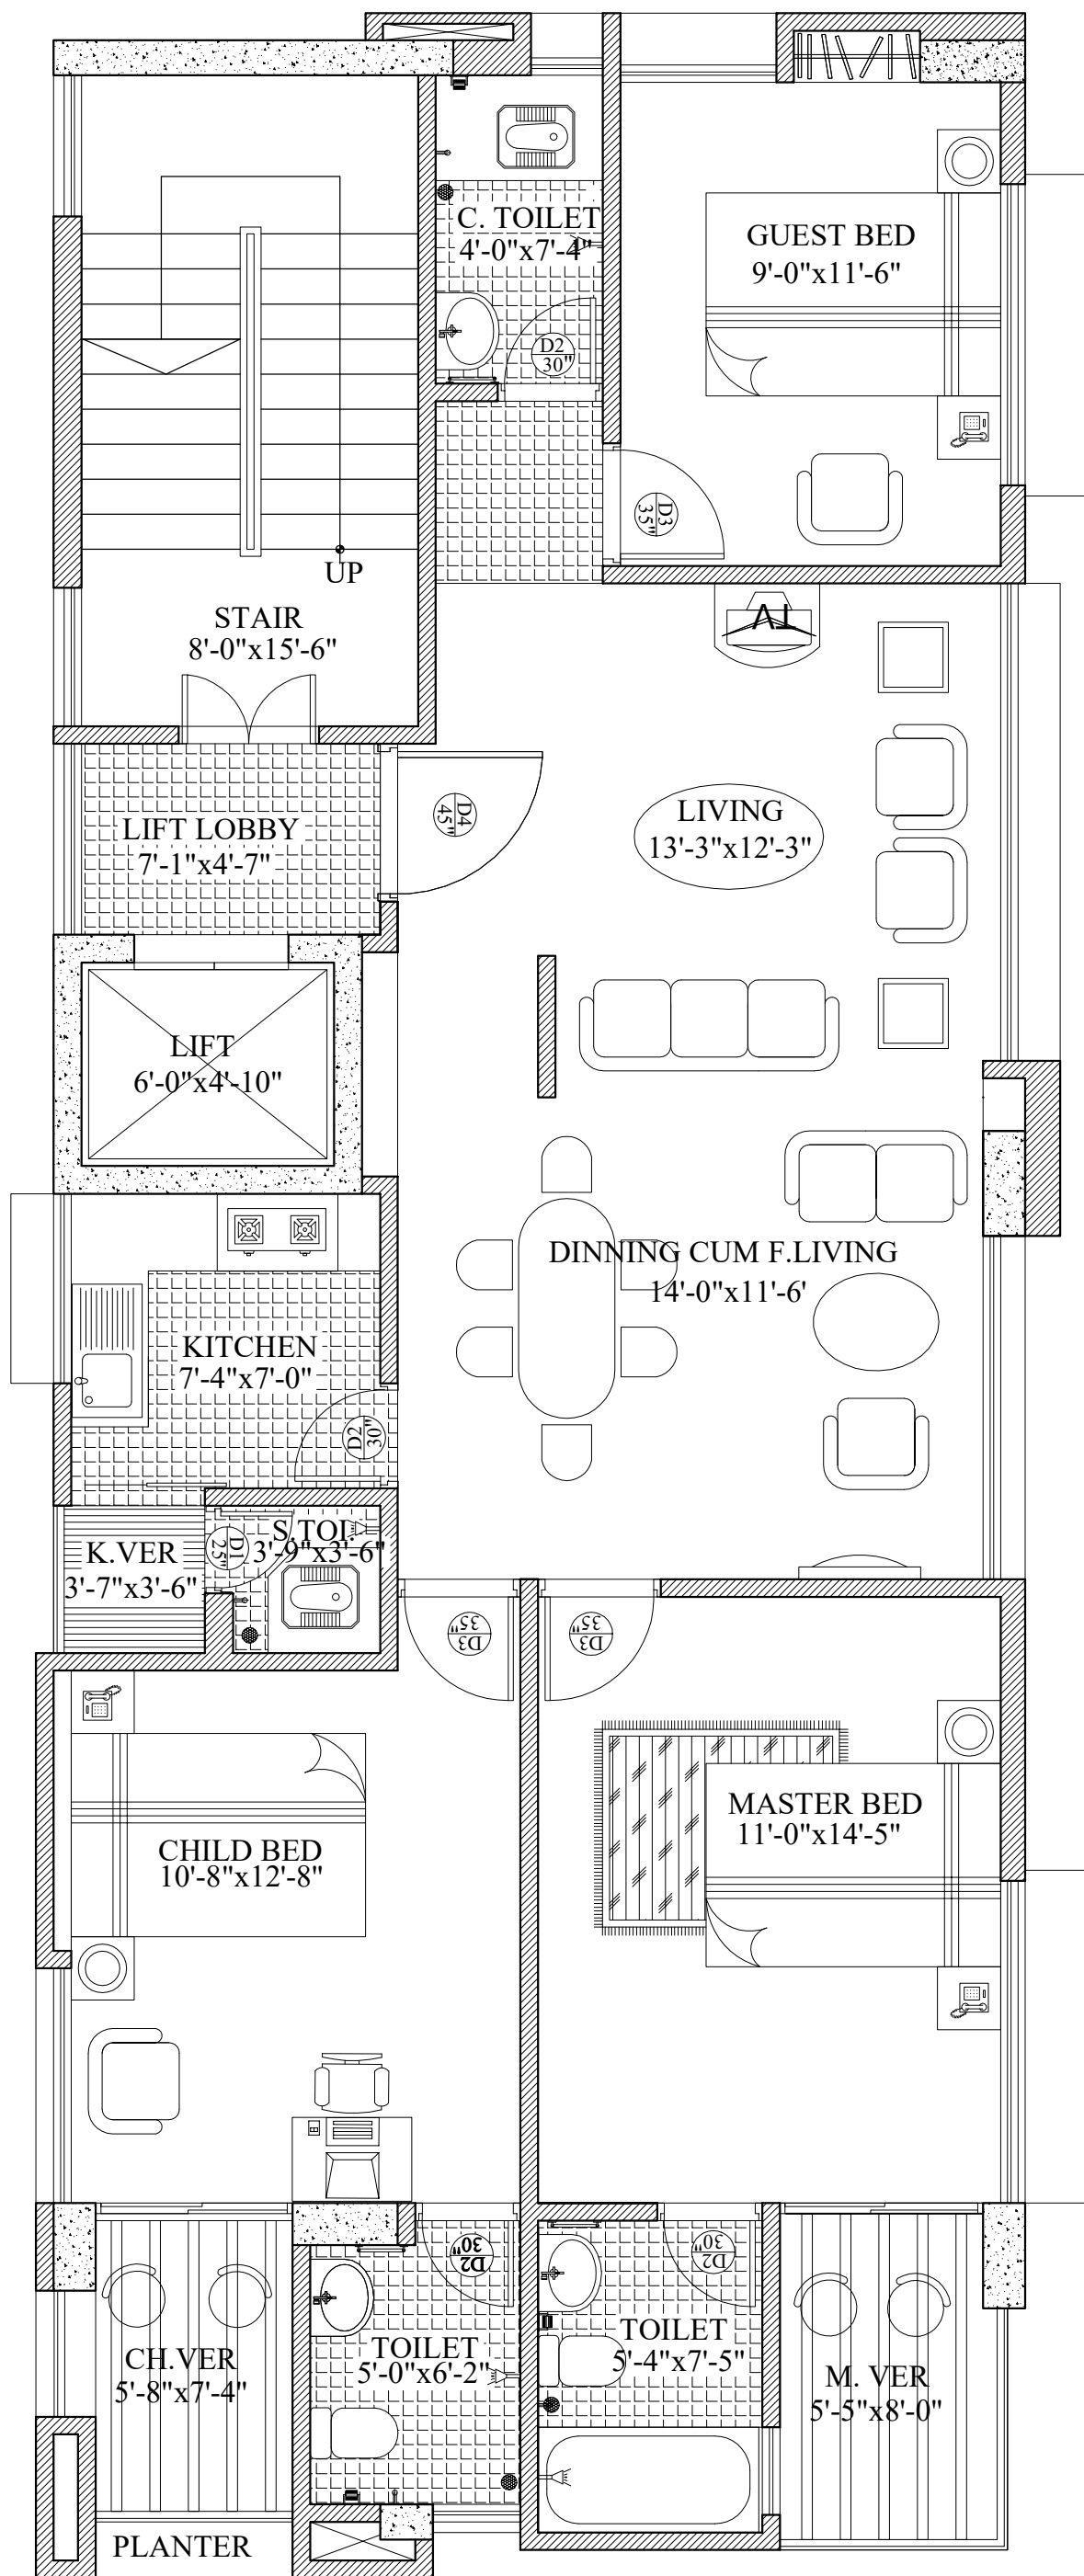 C. TOILET
4'-0"x7'-4"
GUEST BED
9'-0"x11'-6"
D2
30"
D3
35"
UP
STAIR
8'-0"x15'-6"
TV
LIFT LOBBY
7'-1"x4'-7"
D4
45"
LIVING
13'-3"x12'-3"
LIFT
6'-0"x4'-10"
DINNING CUM F.LIVING
14'-0"x11'-6'
KITCHEN
7'-4"x7'-0"
D2
30"
K.VER
3'-7"x3'-6"
D1
25"
S.TOI.
3'-9"x3'-6"
D3
35"
D3
35"
MASTER BED
11'-0"x14'-5"
CHILD BED
10'-8"x12'-8"
D2
30"
D2
30"
CH.VER
5'-8"x7'-4"
TOILET
5'-0"x6'-2"
TOILET
5'-4"x7'-5"
M. VER
5'-5"x8'-0"
PLANTER